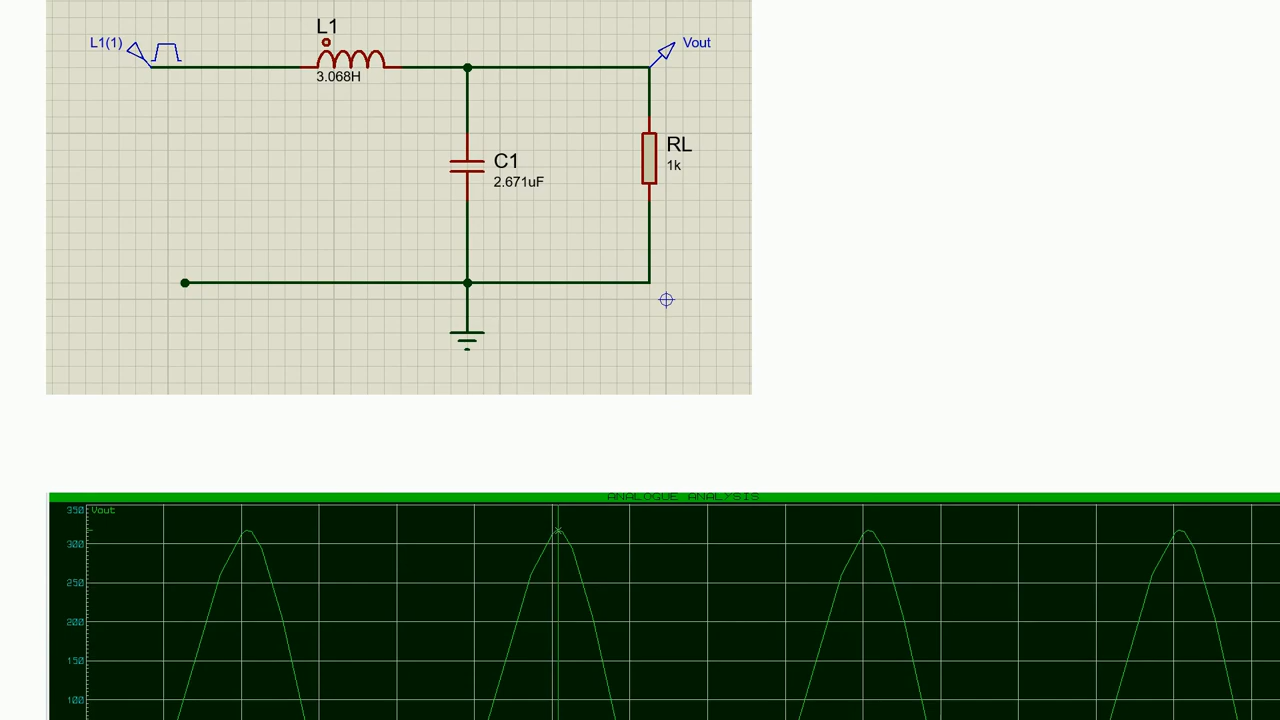 L1
L1(1)
Vout
3.068H
C1
2.671uF
RL
1k
ANALOGUE ANALYSIS
350
Vout
300
250
200
150
100